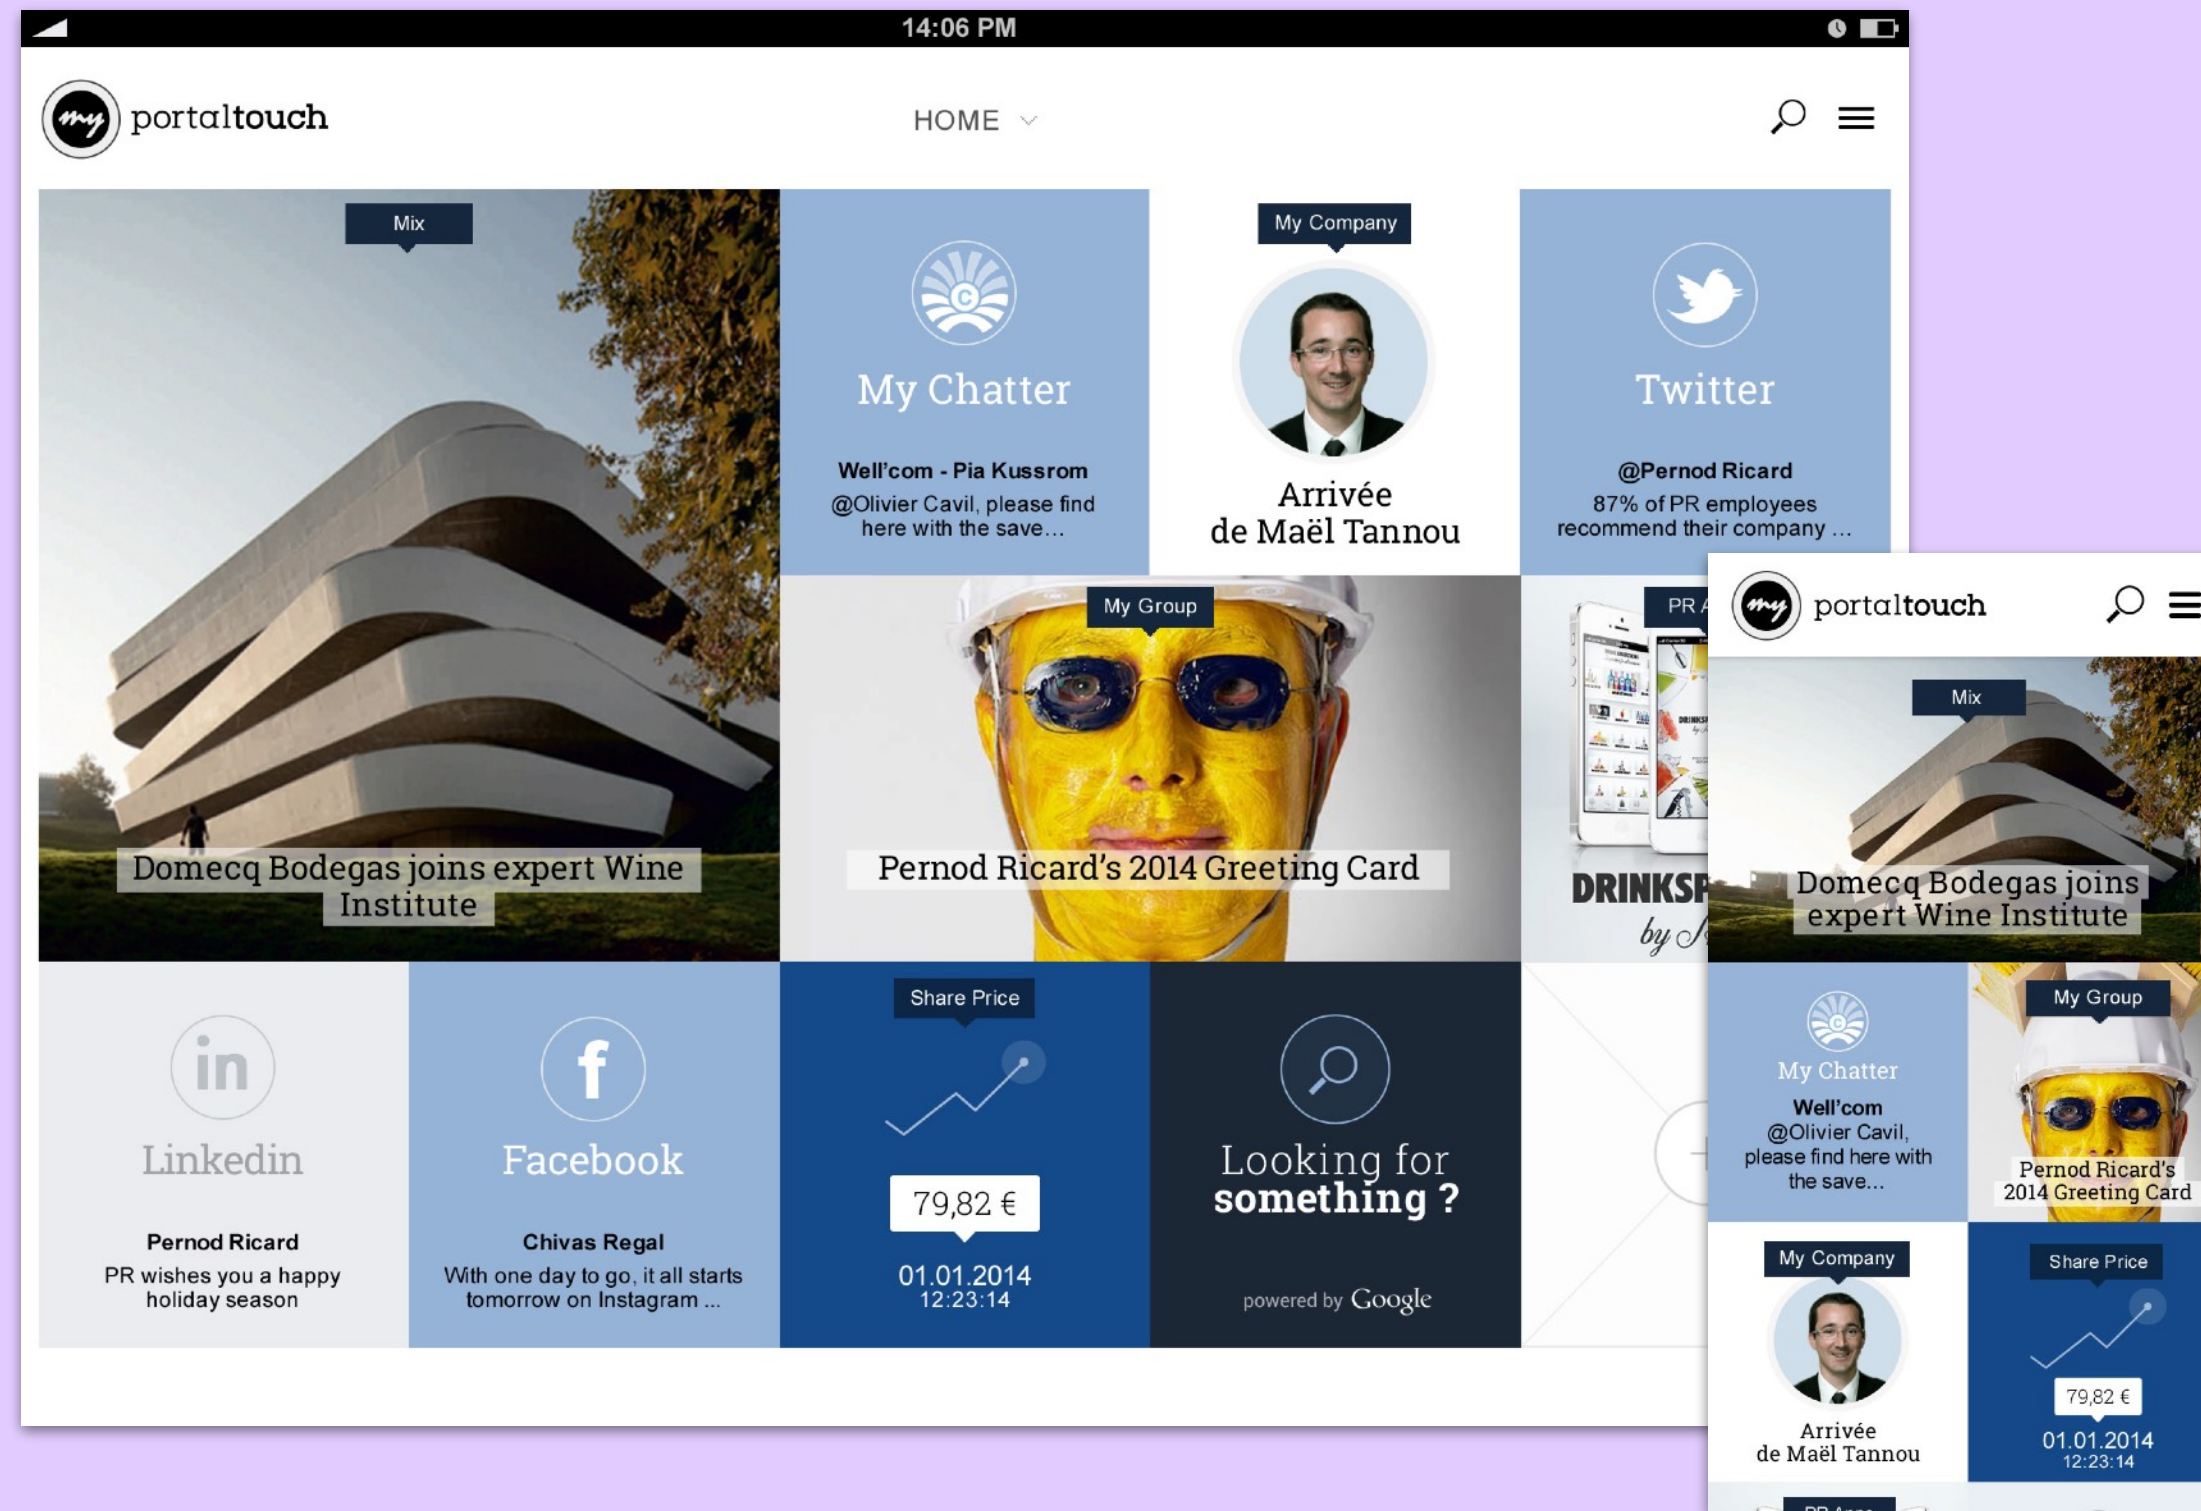 14:06 PM
my portaltouch
HOME
Mix
Domecq Bodegas joins expert Wine
Institute
My Chatter
Well'com - Pia Kussrom
@Olivier Cavil, please find
here with the save...
My Company
Arrivée
de Maël Tannou
Twitter
@Pernod Ricard
87% of PR employees
recommend their company ...
My Group
Pernod Ricard's 2014 Greeting Card
PR
by
in
Linkedin
Pernod Ricard
PR wishes you a happy
holiday season
f
Facebook
Chivas Regal
With one day to go, it all starts
tomorrow on Instagram ...
Share Price
79,82 €
01.01.2014
12:23:14
Looking for
something ?
powered by Google
my portaltouch
Mix
Domecq Bodegas joins
expert Wine Institute
My Chatter
Well'com
@Olivier Cavil,
please find here with
the save...
My Group
Pernod Ricard's
2014 Greeting Card
My Company
Arrivée
de Maël Tannou
Share Price
79,82 €
01.01.2014
12:23:14